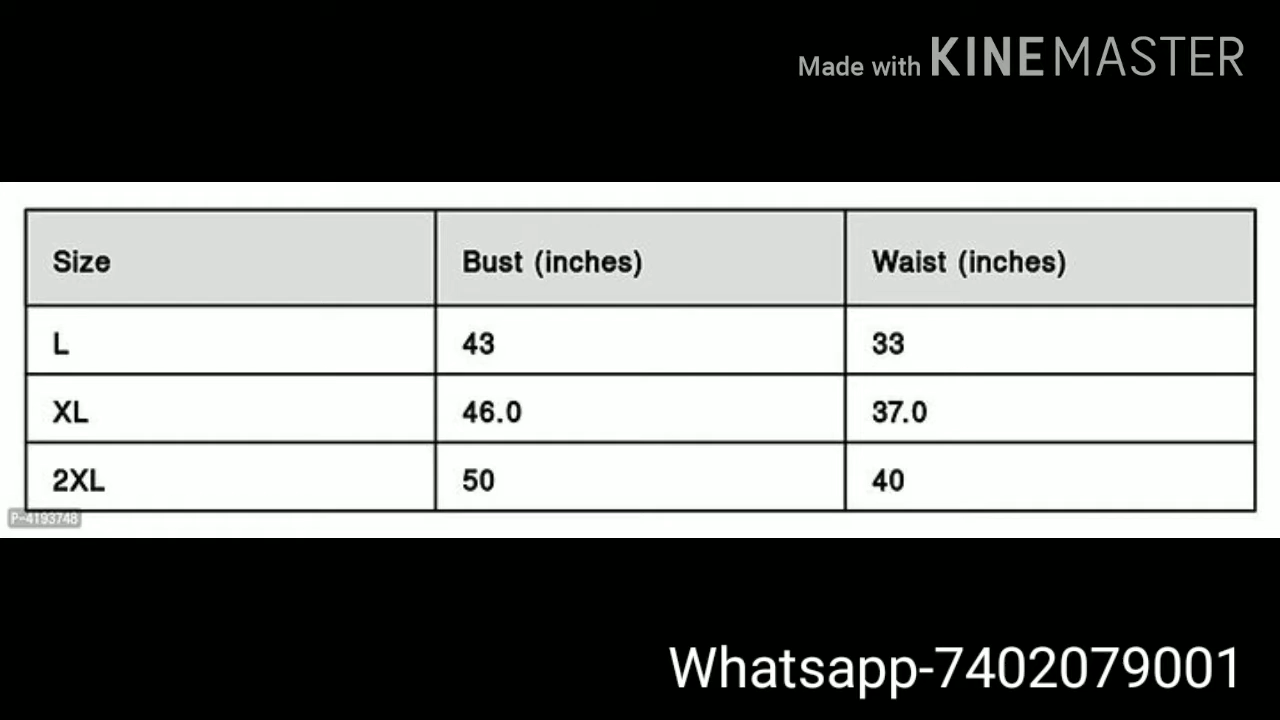 Made with KINEMASTER
Size Bust (inches) Waist (inches)
L 43 33
XL 46.0 37.0
2XL 50 40
P-4193748
Whatsapp-7402079001